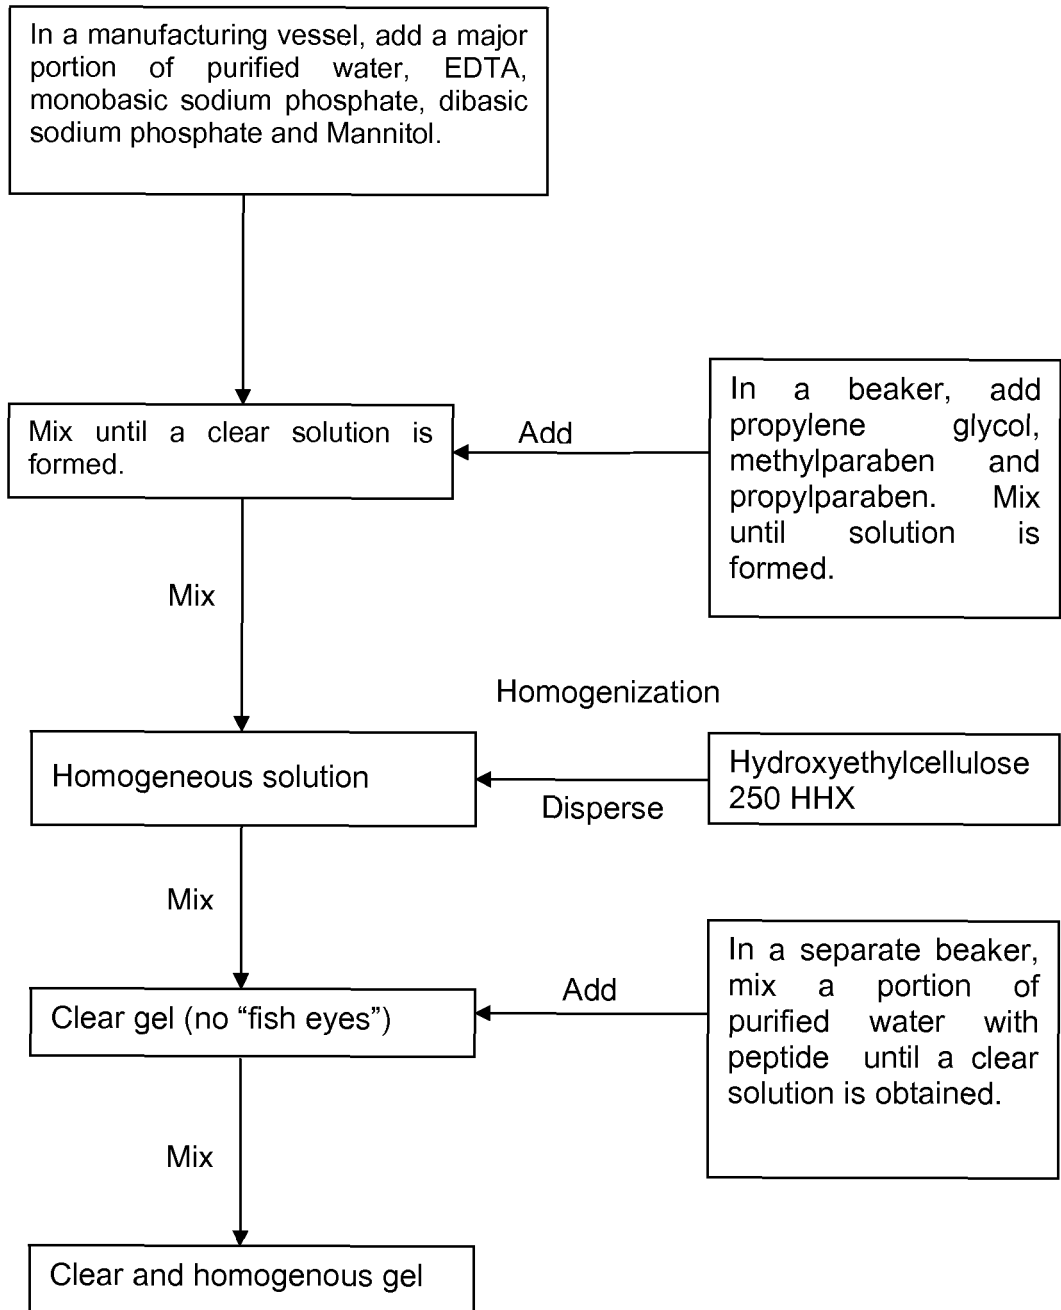 In a manufacturing vessel, add a major
portion of purified water, EDTA,
monobasic sodium phosphate, dibasic
sodium phosphate and Mannitol.
Mix until a clear solution is
formed.
Add
In a beaker, add
propylene glycol,
methylparaben and
propylparaben. Mix
until solution is
formed.
Mix
Homogenization
Homogeneous solution
Disperse
Hydroxyethylcellulose
250 HHX
Mix
Clear gel (no “fish eyes”)
Add
In a separate beaker,
mix a portion of
purified water with
peptide until a clear
solution is obtained.
Mix
Clear and homogenous gel